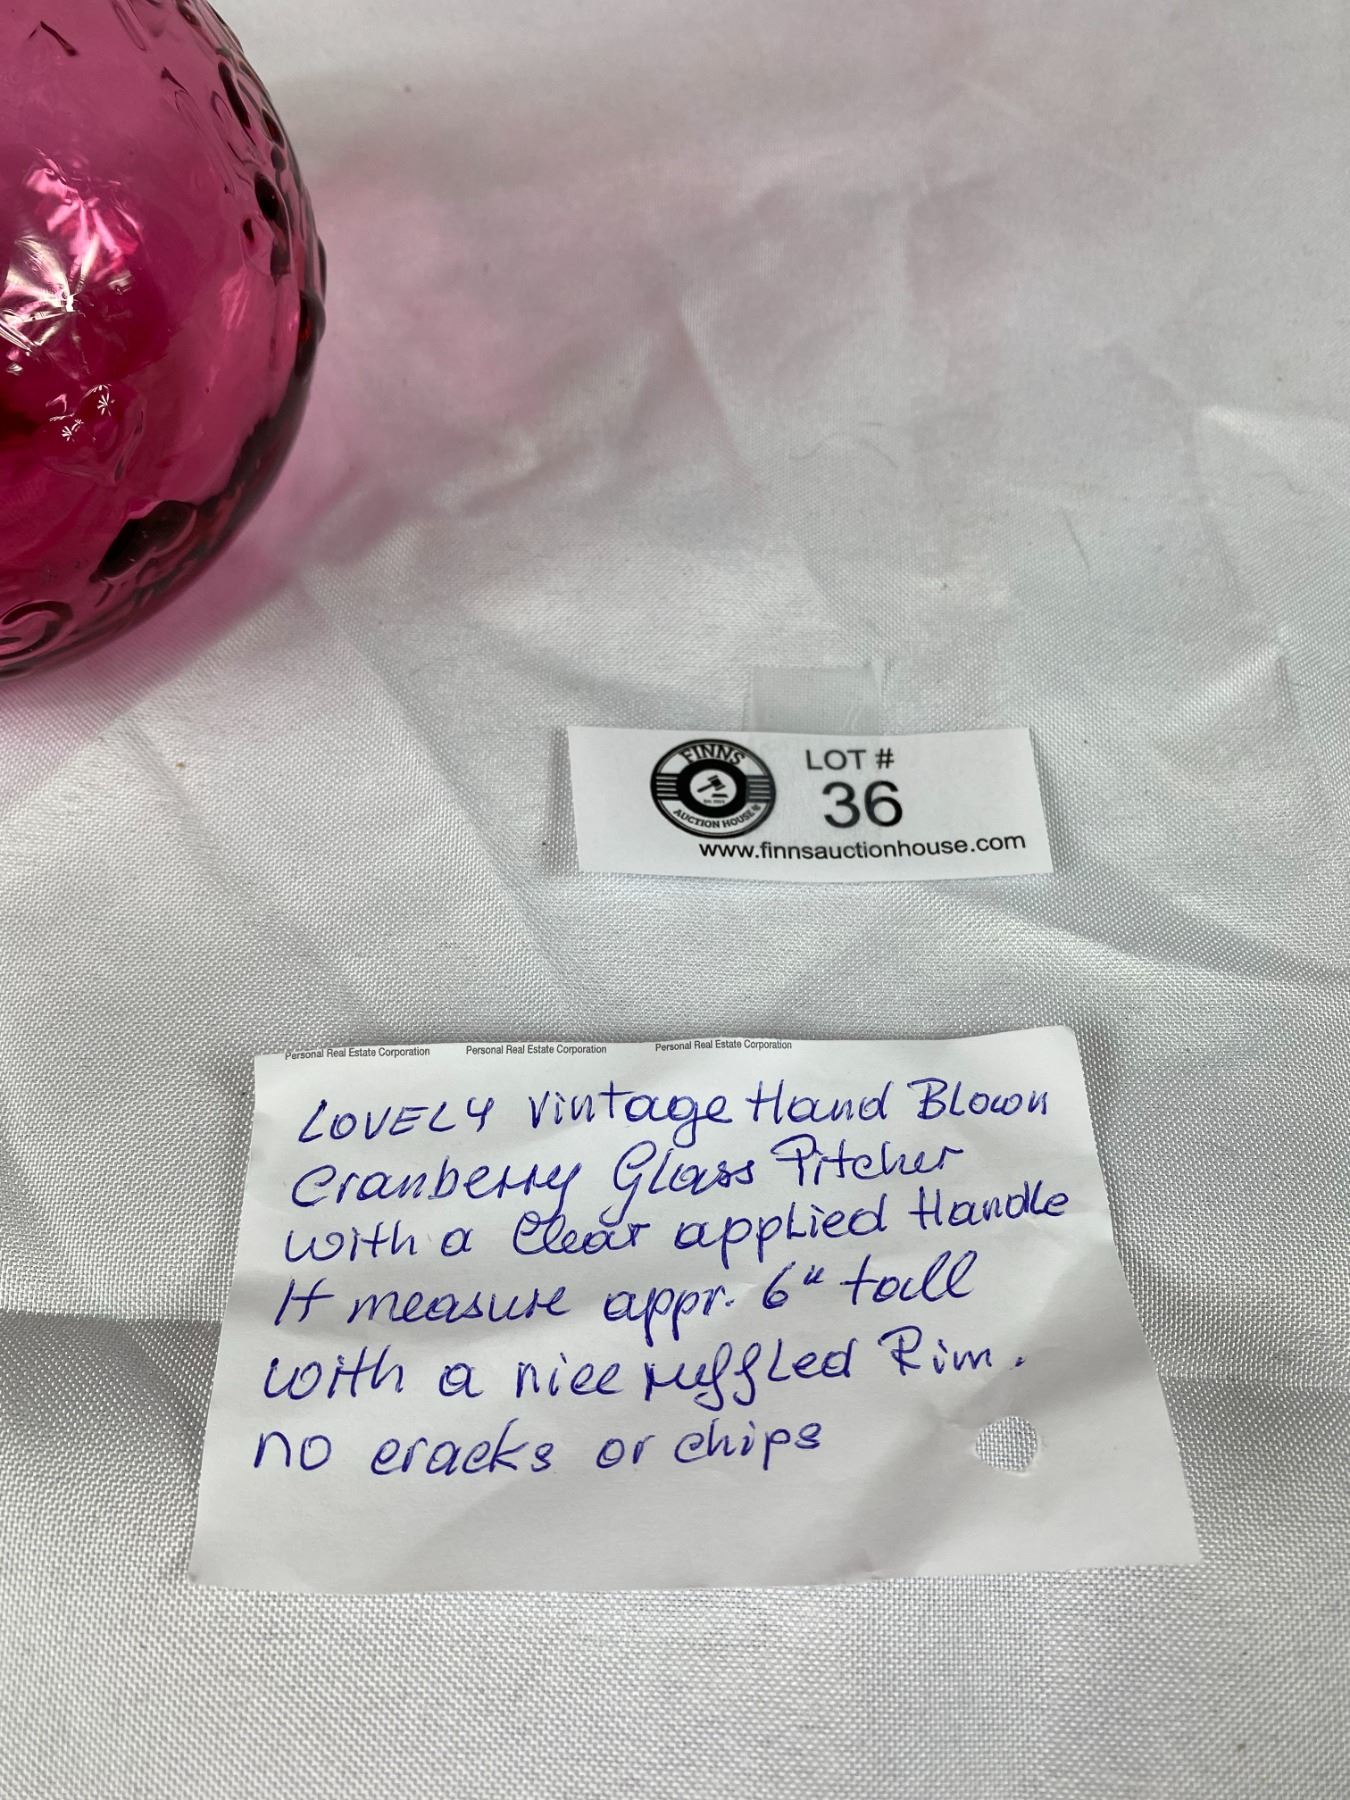 FINNS
AUCTION HOUSE
LOT #
36
www.finnsauctionhouse.com
Personal Real Estate Corporation Personal Real Estate Corporation Personal Real Estate Corporation
LOVELY Vintage Hand Blown
Cranberry Glass Pitcher
with a Clear applied Handle
It measure appr. 6" tall
with a nice ruffled Rim.
no cracks or chips